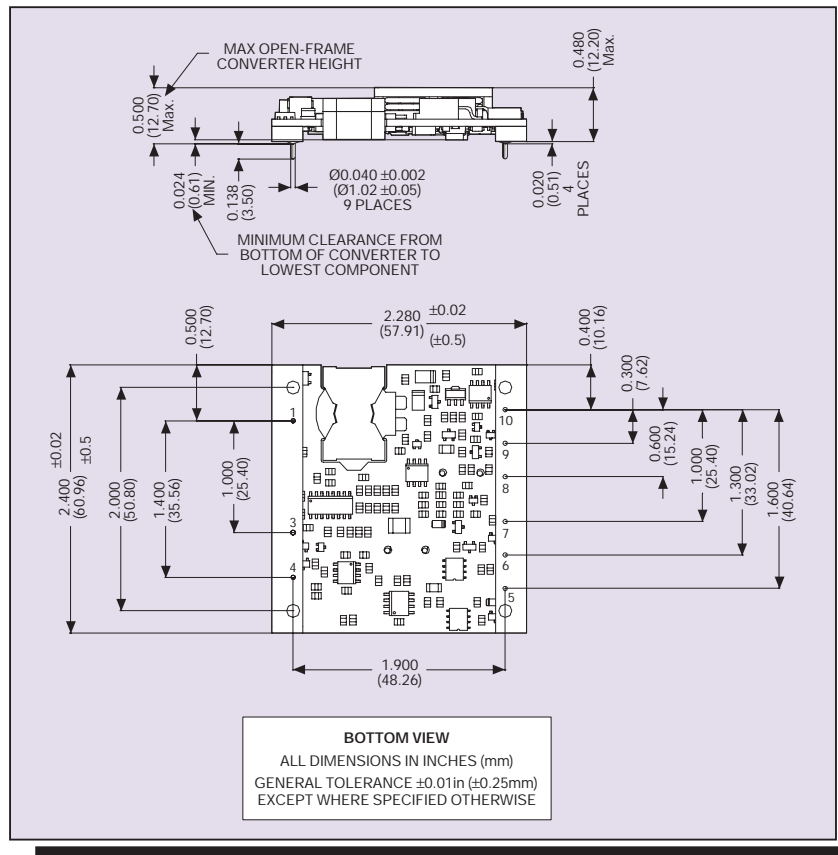 MAX OPEN-FRAME
CONVERTER HEIGHT
0.500
(12.70)
Max.
0.480
(12.20)
Max.
0.024
(0.61)
MIN.
0.138
(3.50)
Ø0.040 ±0.002
(Ø1.02 ±0.05)
9 PLACES
0.020
(0.51)
4
PLACES
MINIMUM CLEARANCE FROM
BOTTOM OF CONVERTER TO
LOWEST COMPONENT
0.500
(12.70)
2.280 ±0.02
(57.91) (±0.5)
0.400
(10.16)
0.300
(7.62)
2.400 ±0.02
(60.96) ±0.5
2.000
(50.80)
1.400
(35.56)
1.000
(25.40)
1
3
4
10
9
8
7
6
5
0.600
(15.24)
1.000
(25.40)
1.300
(33.02)
1.600
(40.64)
1.900
(48.26)
BOTTOM VIEW
ALL DIMENSIONS IN INCHES (mm)
GENERAL TOLERANCE ±0.01in (±0.25mm)
EXCEPT WHERE SPECIFIED OTHERWISE